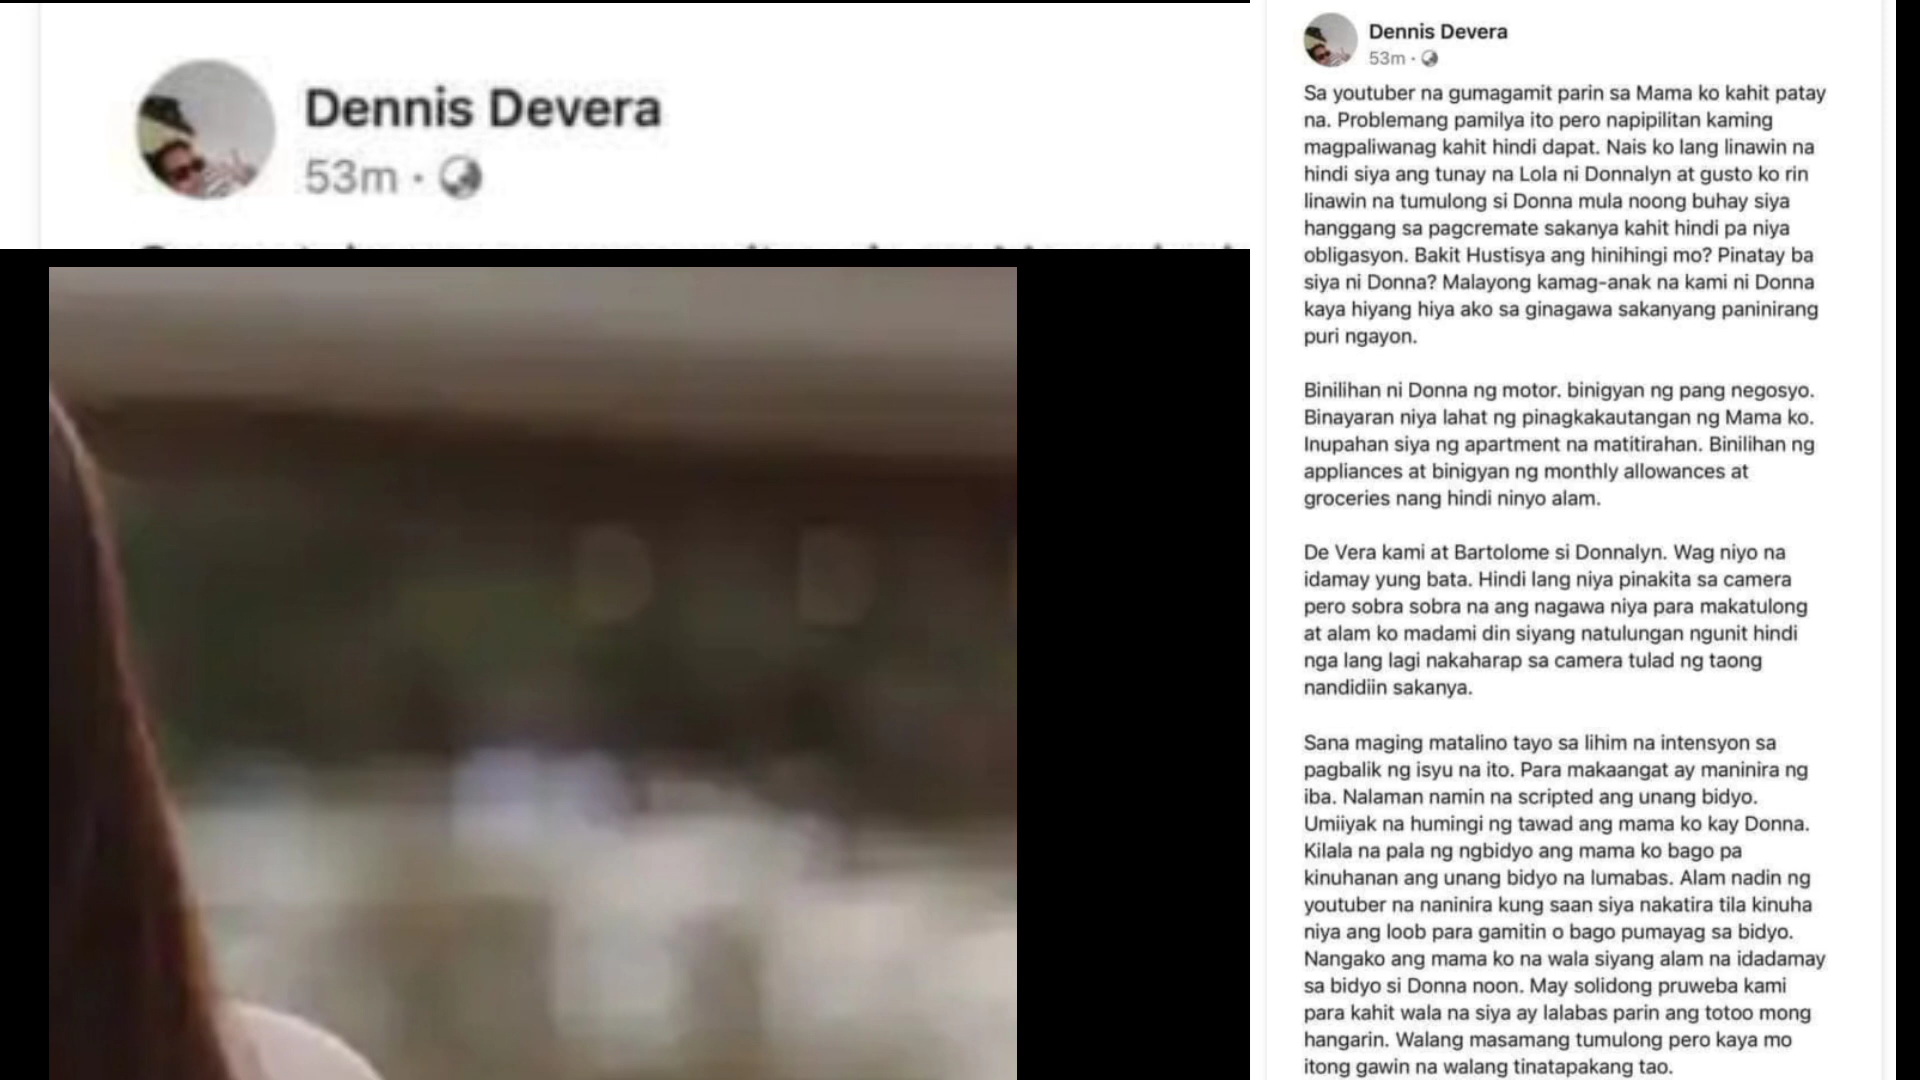 Dennis Devera
53m ·
Dennis Devera
53m ·
Sa youtuber na gumagamit parin sa Mama ko kahit patay
na. Problemang pamilya ito pero napipilitan kaming
magpaliwanag kahit hindi dapat. Nais ko lang linawin na
hindi siya ang tunay na Lola ni Donnalyn at gusto ko rin
linawin na tumulong si Donna mula noong buhay siya
hanggang sa pagcremate sakanya kahit hindi pa niya
obligasyon. Bakit Hustisya ang hinihingi mo? Pinatay ba
siya ni Donna? Malayong kamag-anak na kami ni Donna
kaya hiyang hiya ako sa ginagawa sakanyang paninirang
puri ngayon.
Binilihan ni Donna ng motor. binigyan ng pang negosyo.
Binayaran niya lahat ng pinagkakautangan ng Mama ko.
Inupahan siya ng apartment na matitirahan. Binilihan ng
appliances at binigyan ng monthly allowances at
groceries nang hindi ninyo alam.
De Vera kami at Bartolome si Donnalyn. Wag niyo na
idamay yung bata. Hindi lang niya pinakita sa camera
pero sobra sobra na ang nagawa niya para makatulong
at alam ko madami din siyang natulungan ngunit hindi
nga lang lagi nakaharap sa camera tulad ng taong
nandidiin sakanya.
Sana maging matalino tayo sa lihim na intensyon sa
pagbalik ng isyu na ito. Para makaangat ay maninira ng
iba. Nalaman namin na scripted ang unang bidyo.
Umiiyak na humingi ng tawad ang mama ko kay Donna.
Kilala na pala ng ngbidyo ang mama ko bago pa
kinuhanan ang unang bidyo na lumabas. Alam nadin ng
youtuber na naninira kung saan siya nakatira tila kinuha
niya ang loob para gamitin o bago pumayag sa bidyo.
Nangako ang mama ko na wala siyang alam na idadamay
sa bidyo si Donna noon. May solidong pruweba kami
para kahit wala na siya ay lalabas parin ang totoo mong
hangarin. Walang masamang tumulong pero kaya mo
itong gawin na walang tinatapakang tao.